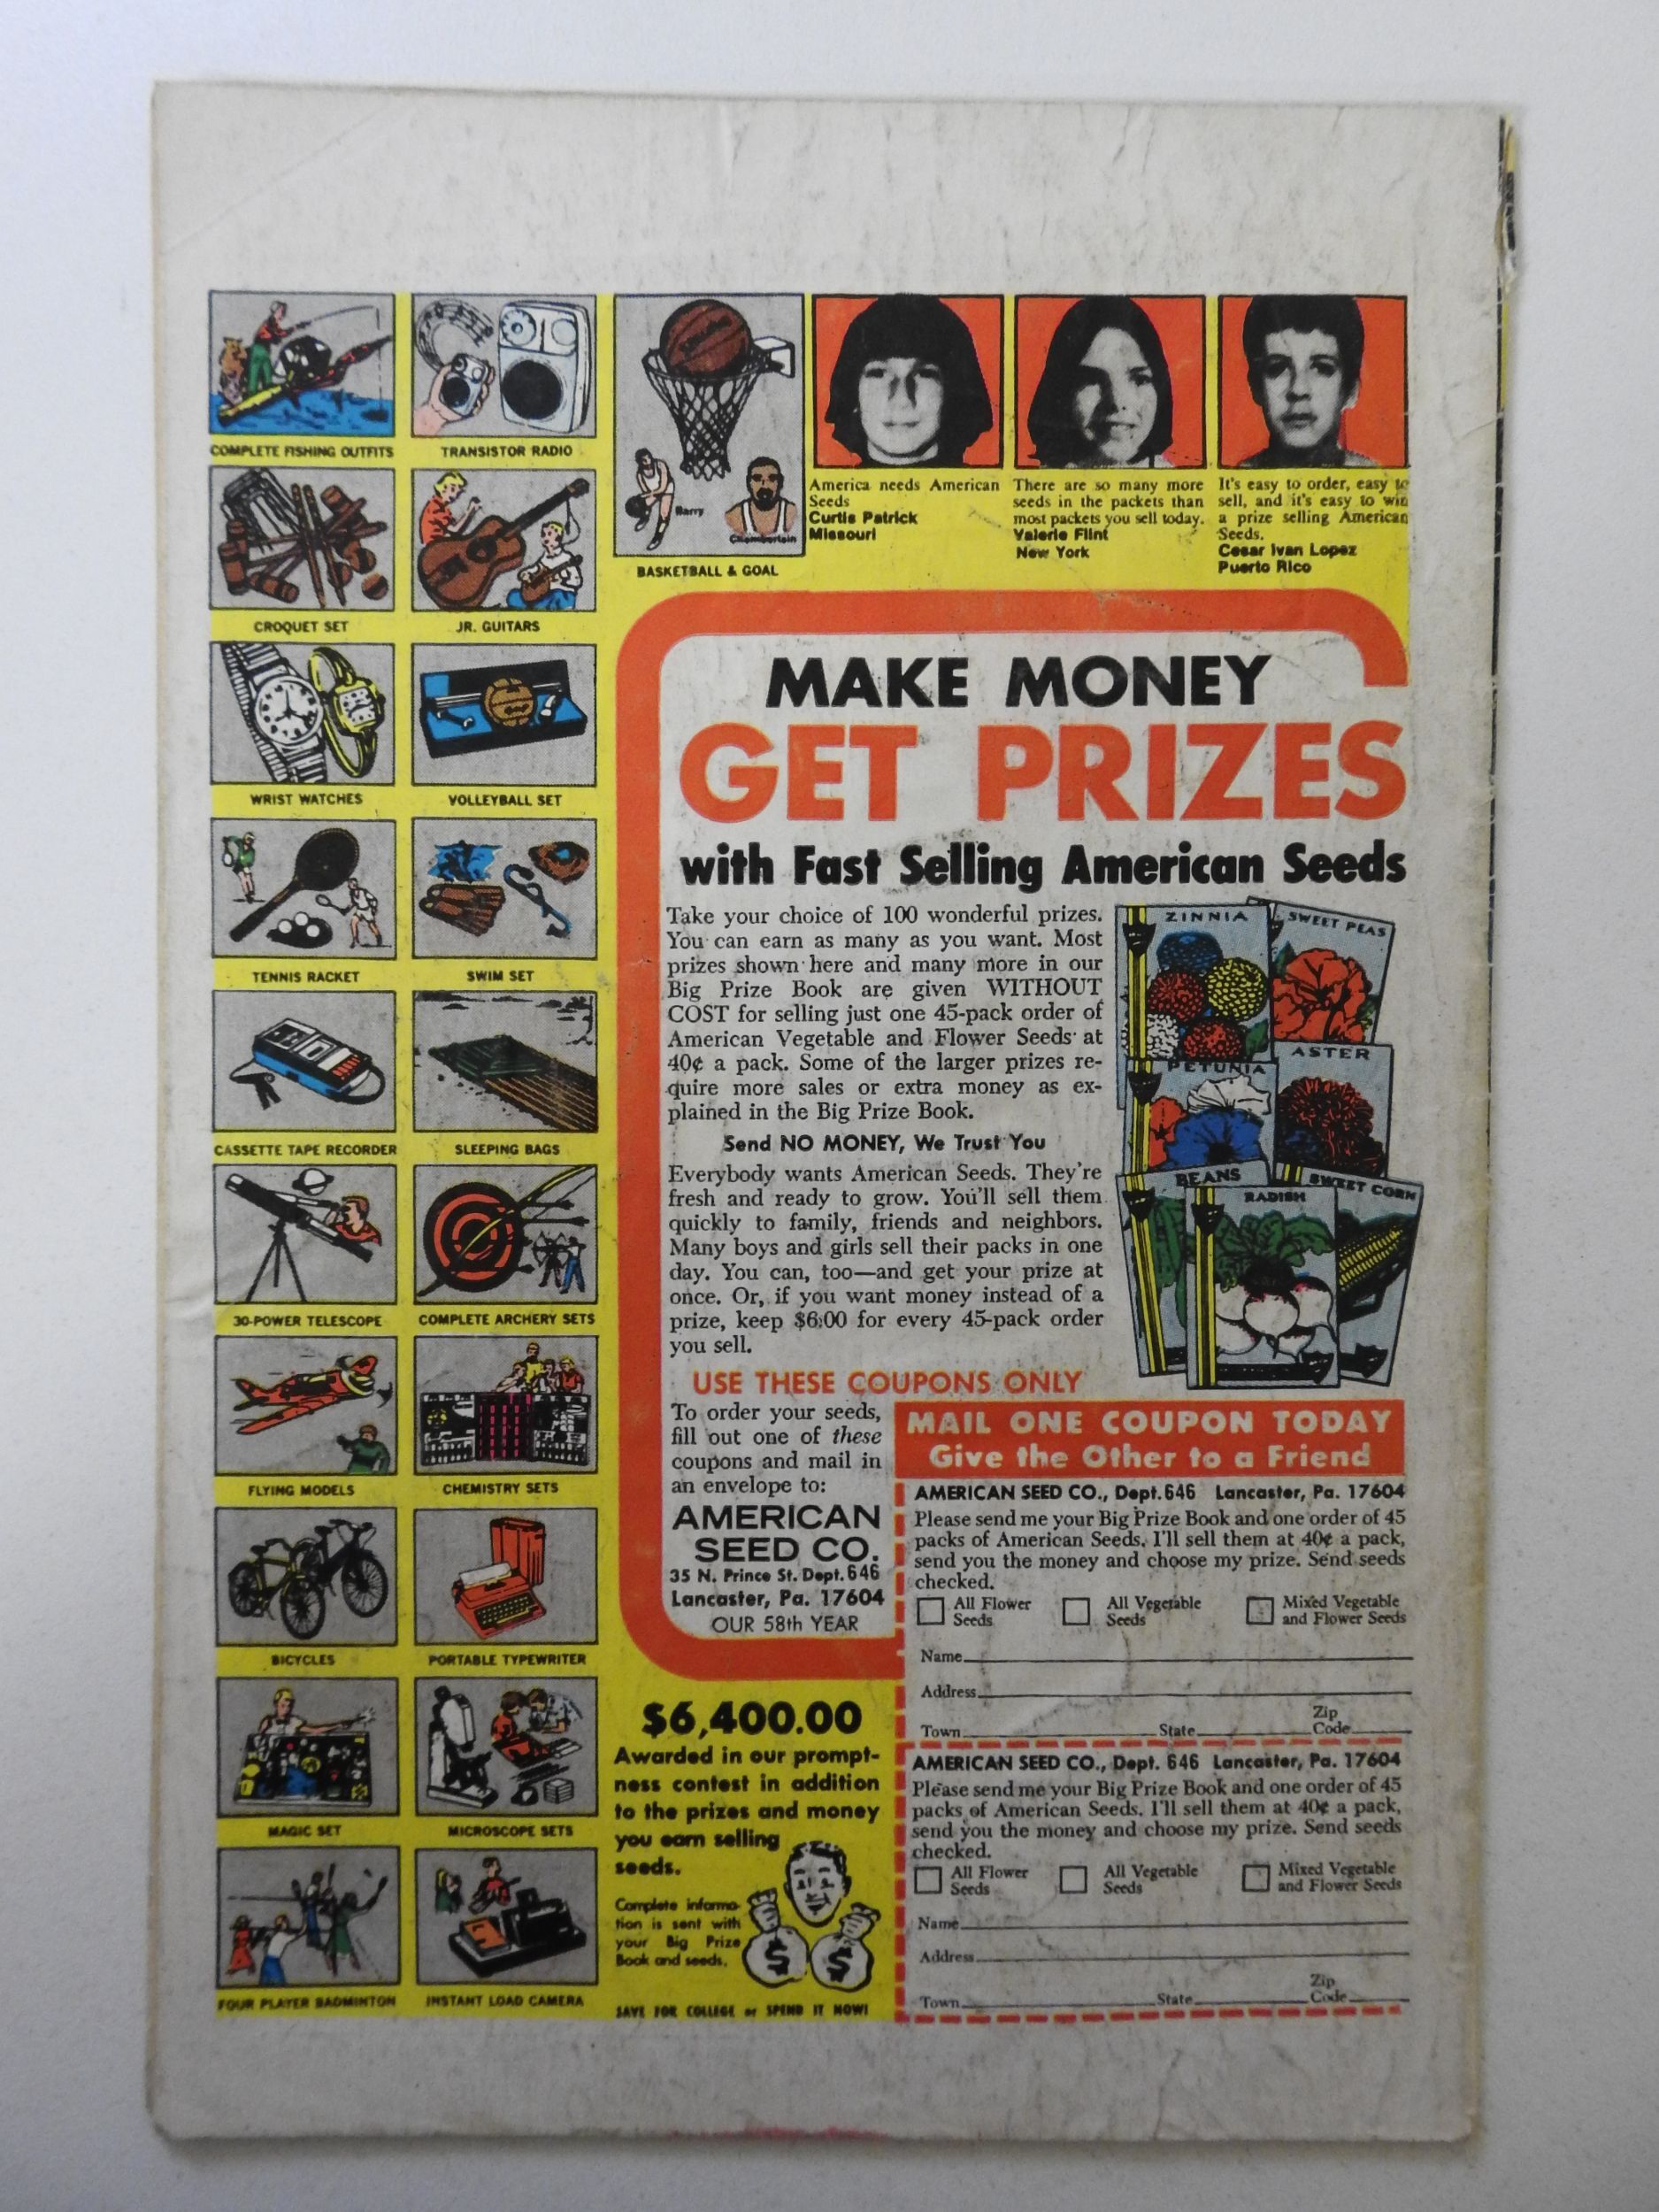 COMPLETE FISHING OUTFITS
TRANSISTOR RADIO
CROQUET SET
JR. GUITARS
WRIST WATCHES
VOLLEYBALL SET
TENNIS RACKET
SWIM SET
CASSETTE TAPE RECORDER
SLEEPING BAGS
30-POWER TELESCOPE
COMPLETE ARCHERY SETS
FLYING MODELS
CHEMISTRY SETS
BICYCLES
PORTABLE TYPEWRITER
MAGIC SET
MICROSCOPE SETS
FOUR PLAYER BADMINTON
INSTANT LOAD CAMERA
Barry
Chamberlain
BASKETBALL & GOAL
America needs American
Seeds
Curtis Patrick
Missouri
There are so many more
seeds in the packets than
most packets you sell today.
Valerie Flint
New York
It's easy to order, easy to
sell, and it's easy to win
a prize selling American
Seeds.
Cesar Ivan Lopez
Puerto Rico
MAKE MONEY
GET PRIZES
with Fast Selling American Seeds
Take your choice of 100 wonderful prizes.
You can earn as many as you want. Most
prizes shown here and many more in our
Big Prize Book are given WITHOUT
COST for selling just one 45-pack order of
American Vegetable and Flower Seeds at
40¢ a pack. Some of the larger prizes re-
quire more sales or extra money as ex-
plained in the Big Prize Book.
Send NO MONEY, We Trust You
Everybody wants American Seeds. They're
fresh and ready to grow. You'll sell them
quickly to family, friends and neighbors.
Many boys and girls sell their packs in one
day. You can, too—and get your prize at
once. Or, if you want money instead of a
prize, keep $6.00 for every 45-pack order
you sell.
ZINNIA
SWEET PEAS
PETUNIA
ASTER
BEANS
RADISH
SWEET CORN
USE THESE COUPONS ONLY
To order your seeds,
fill out one of these
coupons and mail in
an envelope to:
AMERICAN
SEED CO.
35 N. Prince St. Dept. 646
Lancaster, Pa. 17604
OUR 58th YEAR
$6,400.00
Awarded in our prompt-
ness contest in addition
to the prizes and money
you earn selling
seeds.
Complete informa-
tion is sent with
your Big Prize
Book and seeds.
$ $
SAVE FOR COLLEGE or SPEND IT NOW!
MAIL ONE COUPON TODAY
Give the Other to a Friend
AMERICAN SEED CO., Dept. 646 Lancaster, Pa. 17604
Please send me your Big Prize Book and one order of 45
packs of American Seeds. I'll sell them at 40¢ a pack,
send you the money and choose my prize. Send seeds
checked.
All Flower
Seeds
All Vegetable
Seeds
Mixed Vegetable
and Flower Seeds
Name
Address
Town State Zip
Code
AMERICAN SEED CO., Dept. 646 Lancaster, Pa. 17604
Please send me your Big Prize Book and one order of 45
packs of American Seeds. I'll sell them at 40¢ a pack,
send you the money and choose my prize. Send seeds
checked.
All Flower
Seeds
All Vegetable
Seeds
Mixed Vegetable
and Flower Seeds
Name
Address
Town State Zip
Code